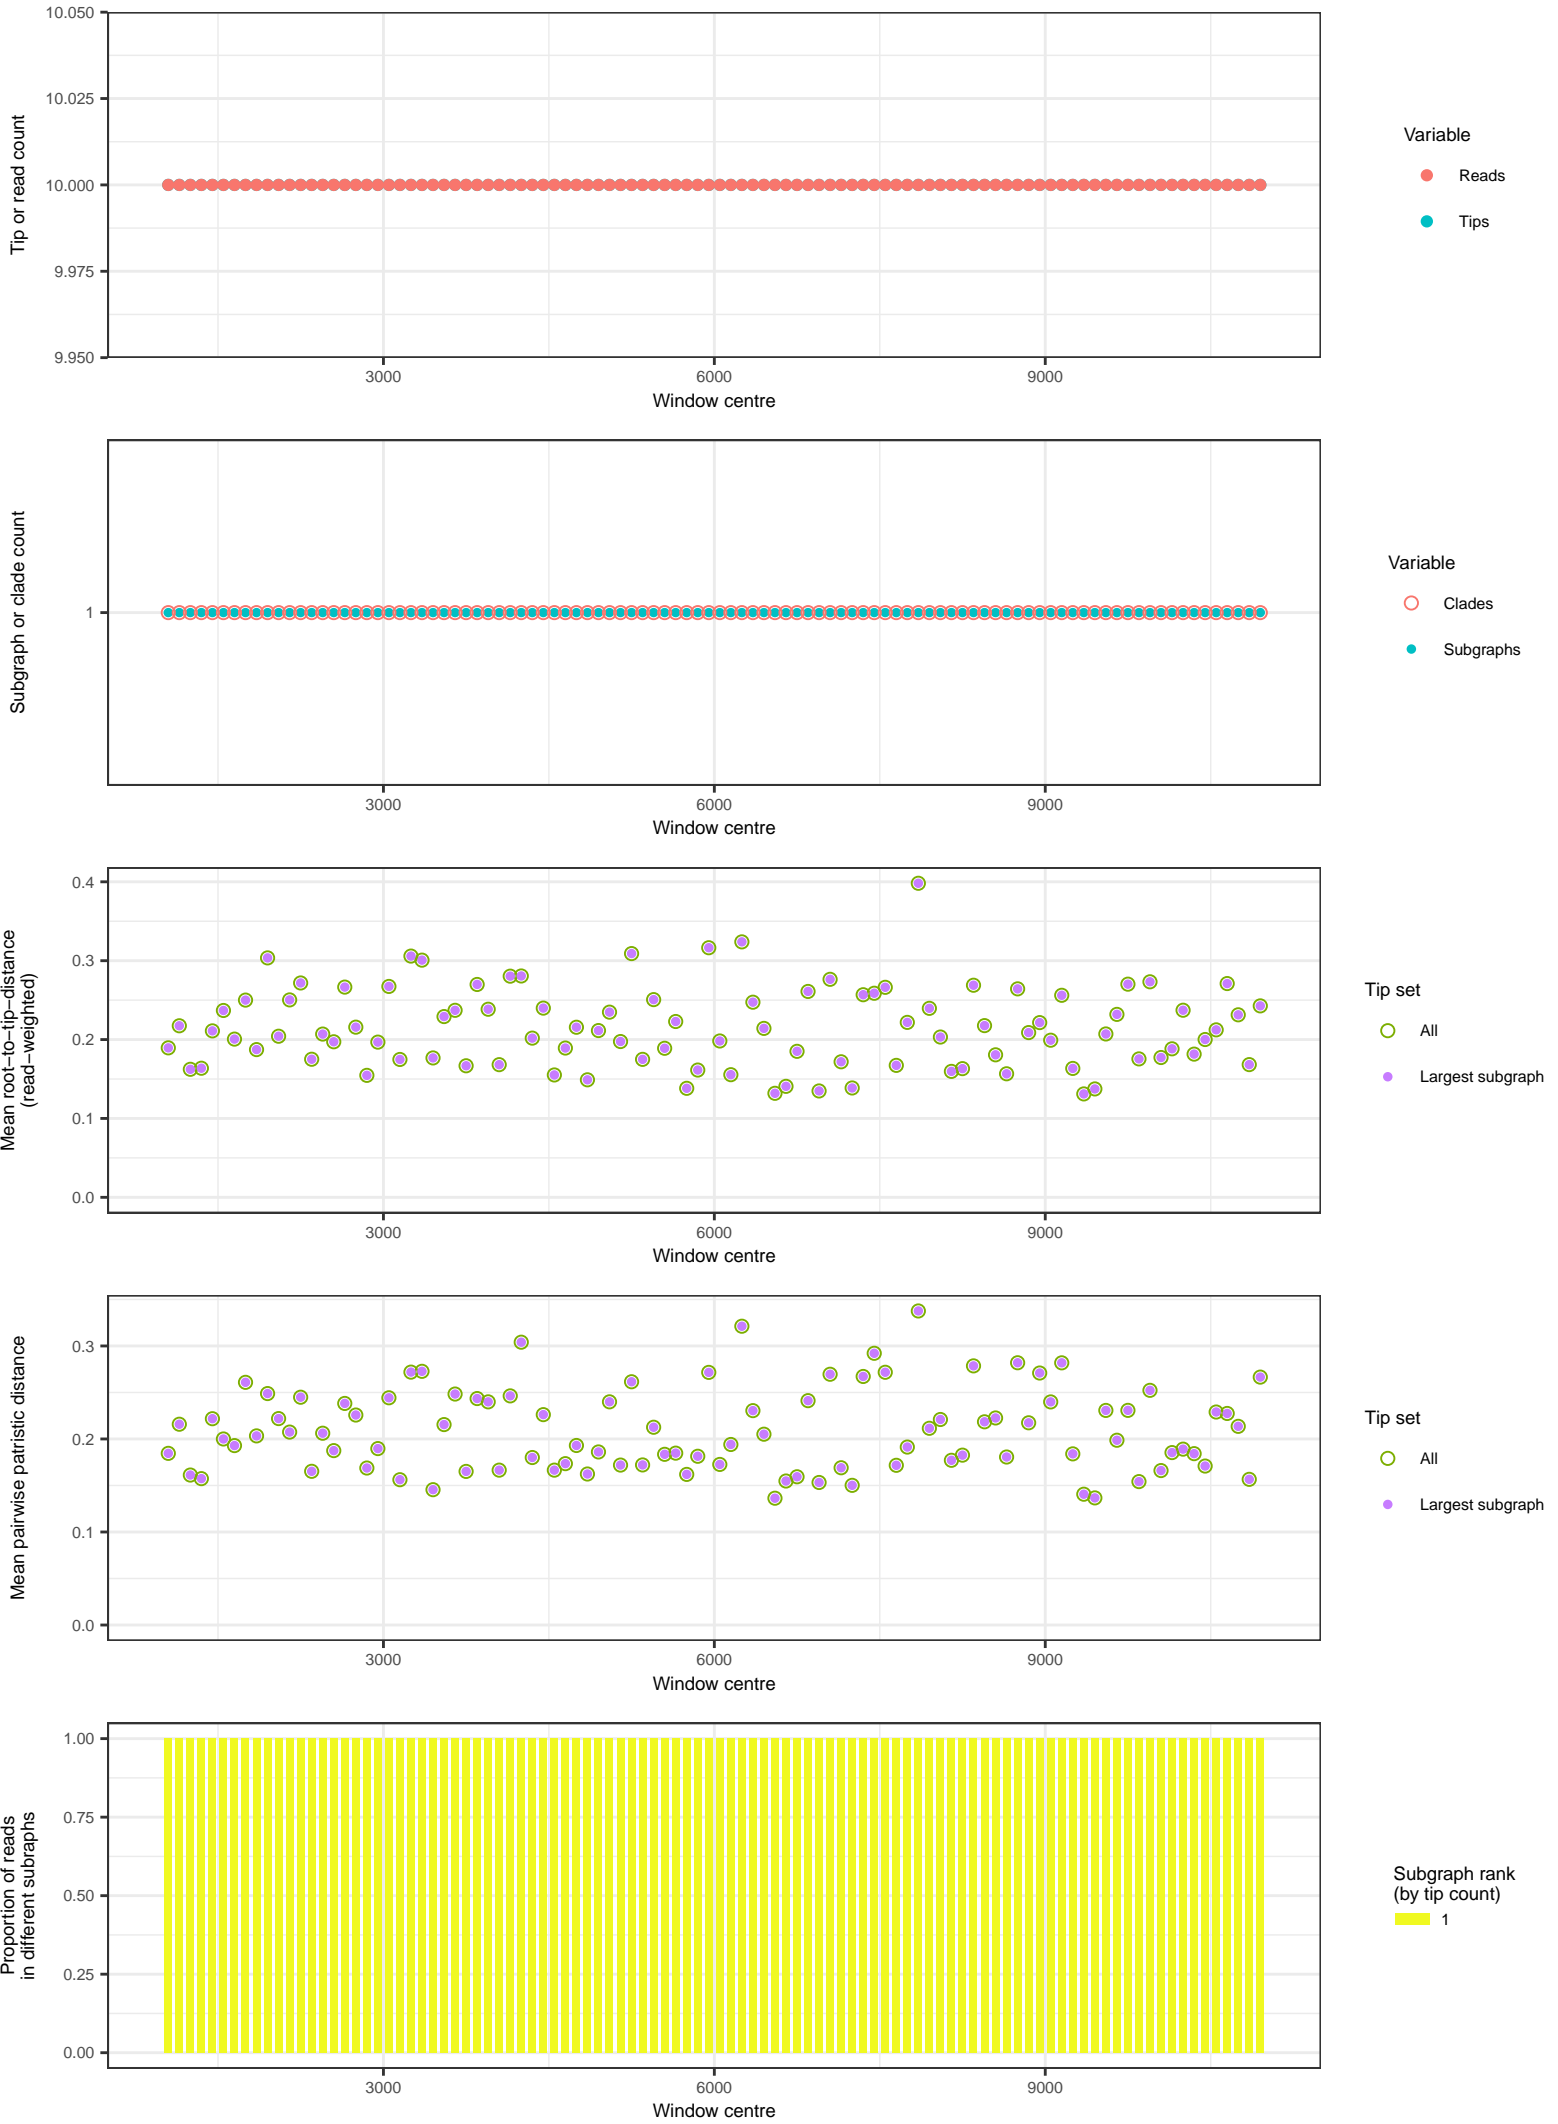 10.050
10.025
10.000
9.975
9.950
Tip or read count
3000
6000
9000
Window centre
Variable
Reads
Tips
1
Subgraph or clade count
3000
6000
9000
Window centre
Variable
Clades
Subgraphs
0.4
0.3
0.2
0.1
0.0
Mean root−to−tip−distance
(read−weighted)
3000
6000
9000
Window centre
Tip set
All
Largest subgraph
0.3
0.2
0.1
0.0
Mean pairwise patristic distance
3000
6000
9000
Window centre
Tip set
All
Largest subgraph
1.00
0.75
0.50
0.25
0.00
Proportion of reads
in different subraphs
3000
6000
9000
Window centre
Subgraph rank
(by tip count)
1